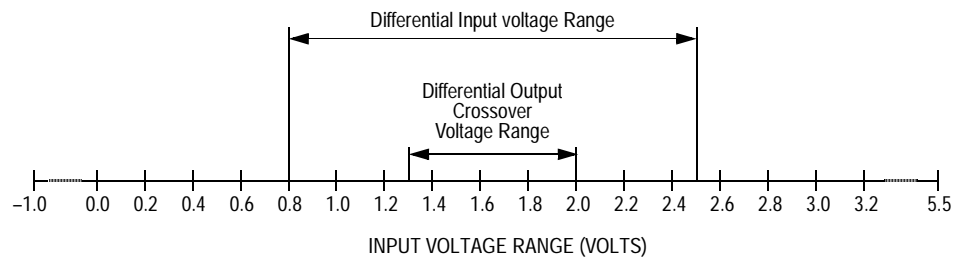 Differential Input voltage Range
Differential Output
Crossover
Voltage Range
–1.0 0.0 0.2 0.4 0.6 0.8 1.0 1.2 1.4 1.6 1.8 2.0 2.2 2.4 2.6 2.8 3.0 3.2 5.5
INPUT VOLTAGE RANGE (VOLTS)